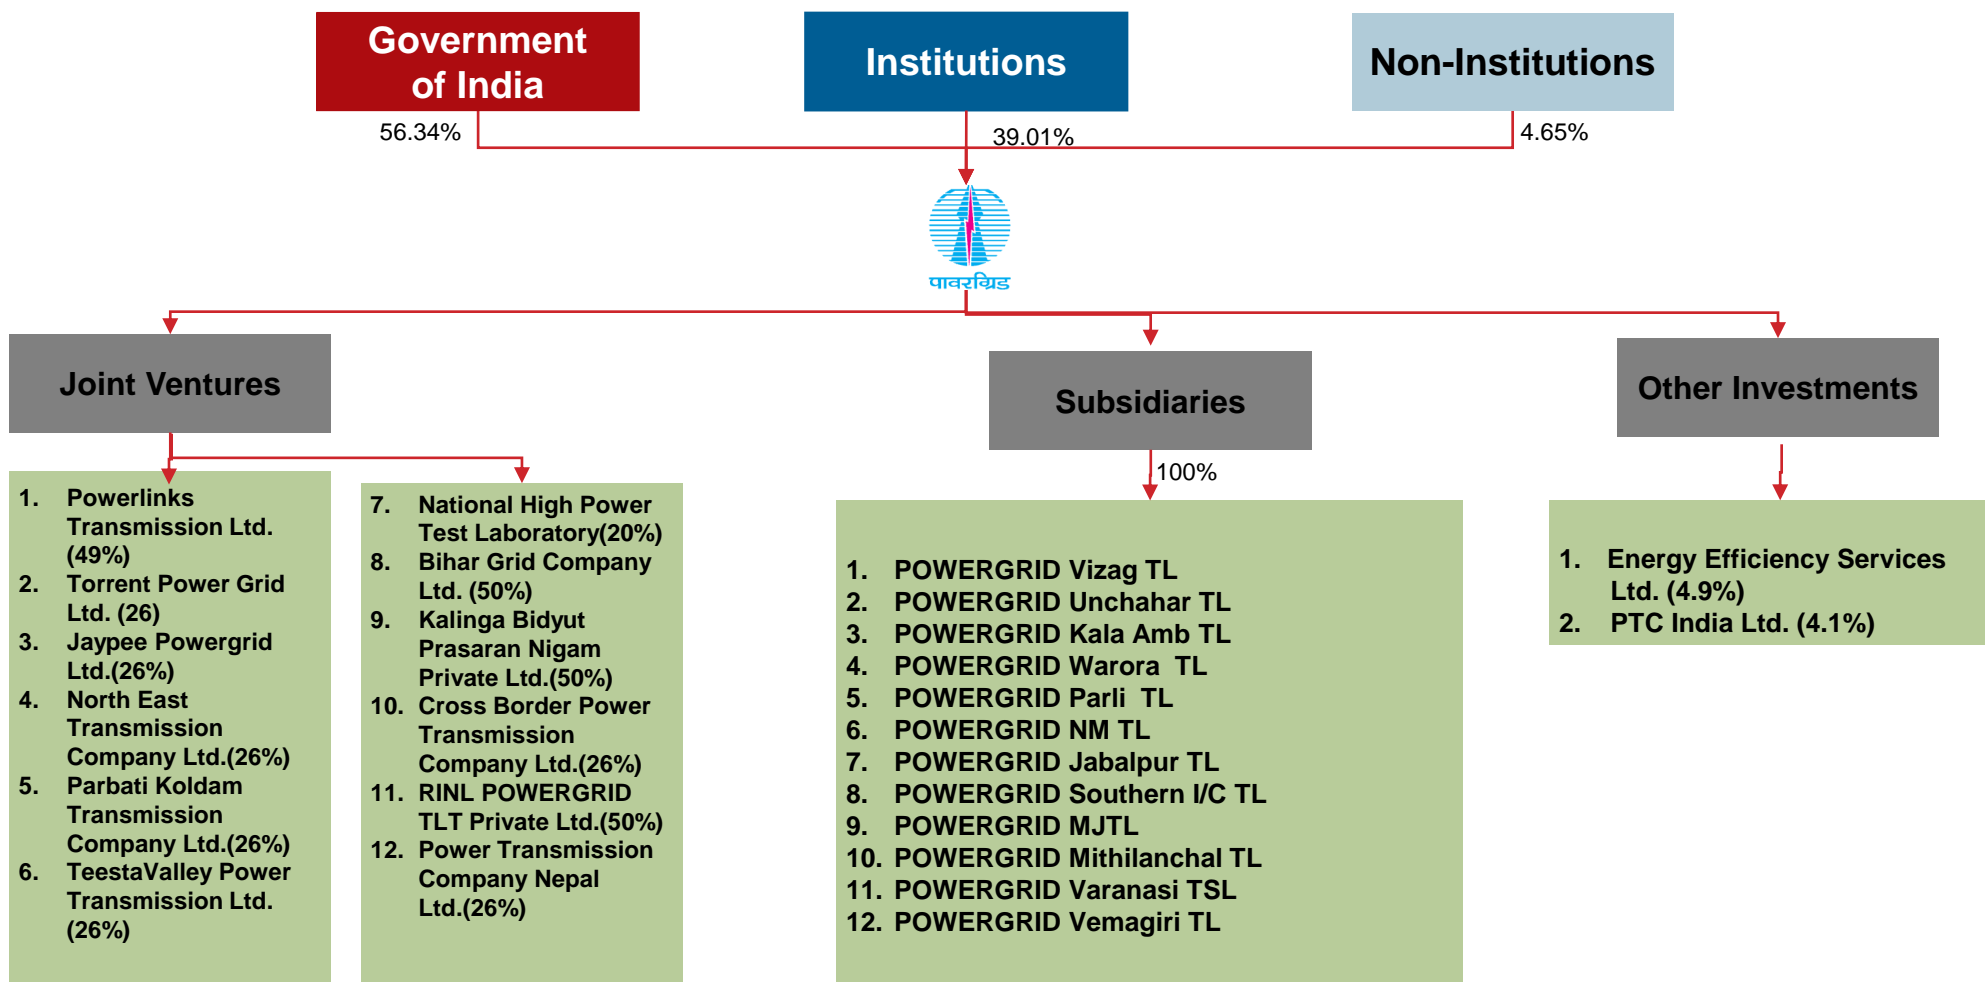 Government
of India
Institutions
Non-Institutions
56.34%
39.01%
4.65%
पावरग्रिड
Joint Ventures
Subsidiaries
Other Investments
100%
1. Powerlinks
Transmission Ltd.
(49%)
2. Torrent Power Grid
Ltd. (26)
3. Jaypee Powergrid
Ltd.(26%)
4. North East
Transmission
Company Ltd.(26%)
5. Parbati Koldam
Transmission
Company Ltd.(26%)
6. TeestaValley Power
Transmission Ltd.
(26%)
7. National High Power
Test Laboratory(20%)
8. Bihar Grid Company
Ltd. (50%)
9. Kalinga Bidyut
Prasaran Nigam
Private Ltd.(50%)
10. Cross Border Power
Transmission
Company Ltd.(26%)
11. RINL POWERGRID
TLT Private Ltd.(50%)
12. Power Transmission
Company Nepal
Ltd.(26%)
1. POWERGRID Vizag TL
2. POWERGRID Unchahar TL
3. POWERGRID Kala Amb TL
4. POWERGRID Warora  TL
5. POWERGRID Parli  TL
6. POWERGRID NM TL
7. POWERGRID Jabalpur TL
8. POWERGRID Southern I/C TL
9. POWERGRID MJTL
10. POWERGRID Mithilanchal TL
11. POWERGRID Varanasi TSL
12. POWERGRID Vemagiri TL
1. Energy Efficiency Services
Ltd. (4.9%)
2. PTC India Ltd. (4.1%)